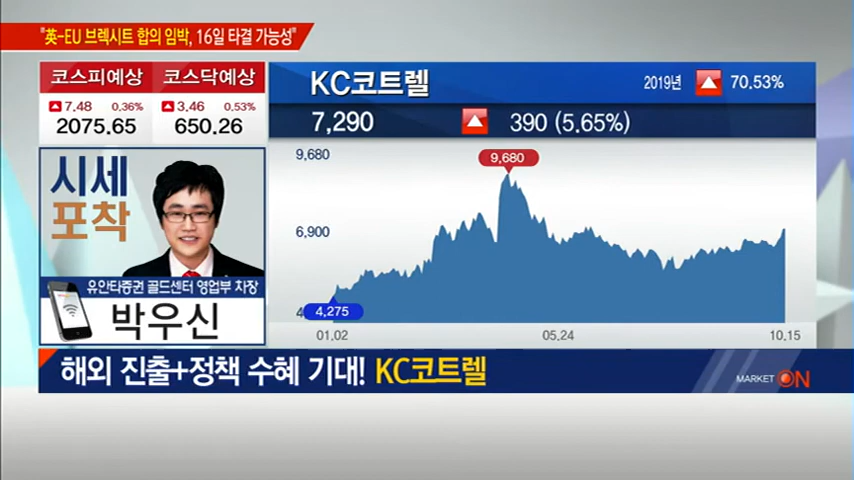 "英-EU 브렉시트 합의 임박, 16일 타결 가능성"
코스피예상 코스닥예상
7.48 0.36% 3.46 0.53%
2075.65 650.26
KC코트렐 2019년 70.53%
7,290 390 (5.65%)
시세
포착
유안타증권 골드센터 영업부 차장
박우신
9,680
9,680
6,900
4,275
01.02 05.24 10.15
해외 진출+정책 수혜 기대! KC코트렐
MARKET ON